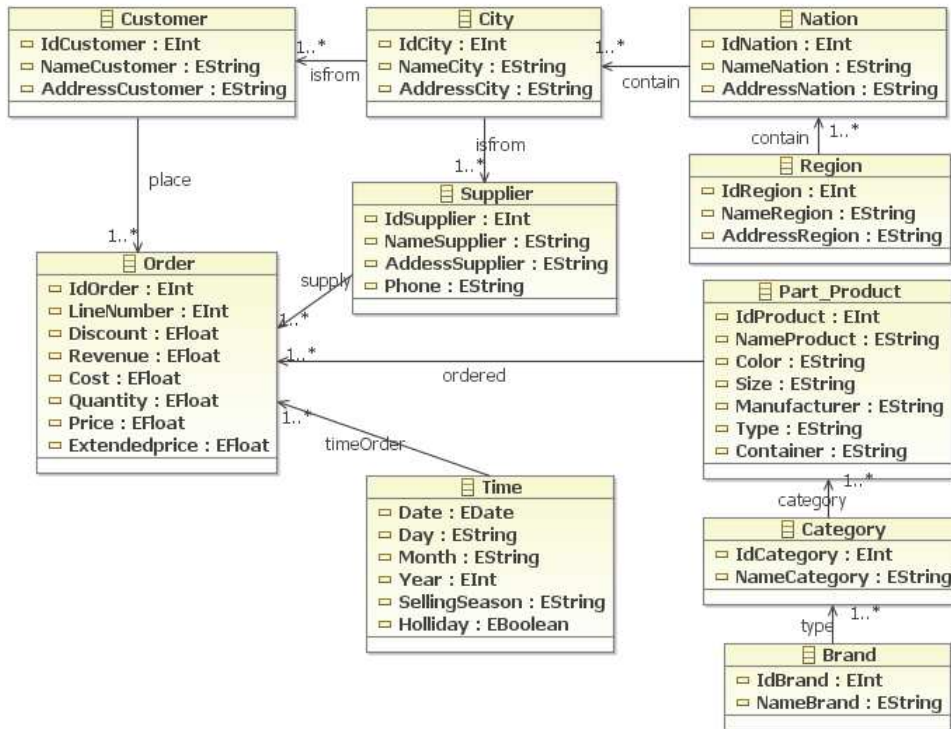 Customer
IdCustomer : EInt
NameCustomer : EString
AddressCustomer : EString
1..*
isfrom
City
IdCity : EInt
NameCity : EString
AddressCity : EString
1..*
contain
Nation
IdNation : EInt
NameNation : EString
AddressNation : EString
1..*
contain
Region
IdRegion : EInt
NameRegion : EString
AddressRegion : EString
isfrom
1..*
Supplier
IdSupplier : EInt
NameSupplier : EString
AddessSupplier : EString
Phone : EString
place
1..*
supply
1..*
Order
IdOrder : EInt
LineNumber : EInt
Discount : EFloat
Revenue : EFloat
Cost : EFloat
Quantity : EFloat
Price : EFloat
Extendedprice : EFloat
1..*
ordered
1..*
timeOrder
Part_Product
IdProduct : EInt
NameProduct : EString
Color : EString
Size : EString
Manufacturer : EString
Type : EString
Container : EString
Time
Date : EDate
Day : EString
Month : EString
Year : EInt
SellingSeason : EString
Holliday : EBoolean
1..*
category
Category
IdCategory : EInt
NameCategory : EString
1..*
type
Brand
IdBrand : EInt
NameBrand : EString